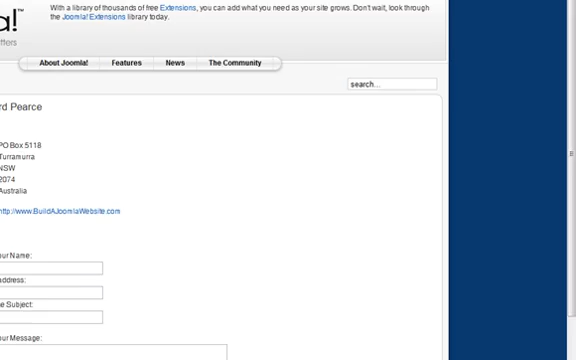 With a library of thousands of free Extensions, you can add what you need as your site grows. Don't wait, look through
the Joomla! Extensions library today.
a!™
tters
About Joomla! Features News The Community
search...
rd Pearce
PO Box 5118
Turramurra
NSW
2074
Australia
http://www.BuildAJoomlaWebsite.com
our Name:
address:
e Subject:
our Message: